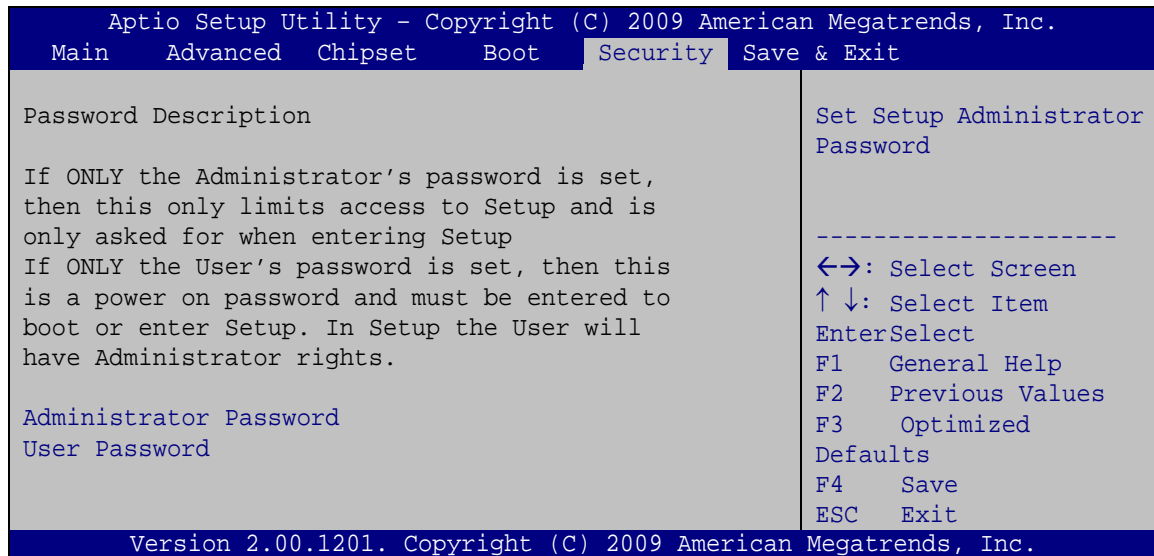 Aptio Setup Utility – Copyright (C) 2009 American Megatrends, Inc.
Main Advanced Chipset Boot Security Save & Exit
Password Description
If ONLY the Administrator’s password is set,
then this only limits access to Setup and is
only asked for when entering Setup
If ONLY the User’s password is set, then this
is a power on password and must be entered to
boot or enter Setup. In Setup the User will
have Administrator rights.
Administrator Password
User Password
Set Setup Administrator
Password
---------------------
←→: Select Screen
↑ ↓: Select Item
EnterSelect
F1 General Help
F2 Previous Values
F3 Optimized
Defaults
F4 Save
ESC Exit
Version 2.00.1201. Copyright (C) 2009 American Megatrends, Inc.